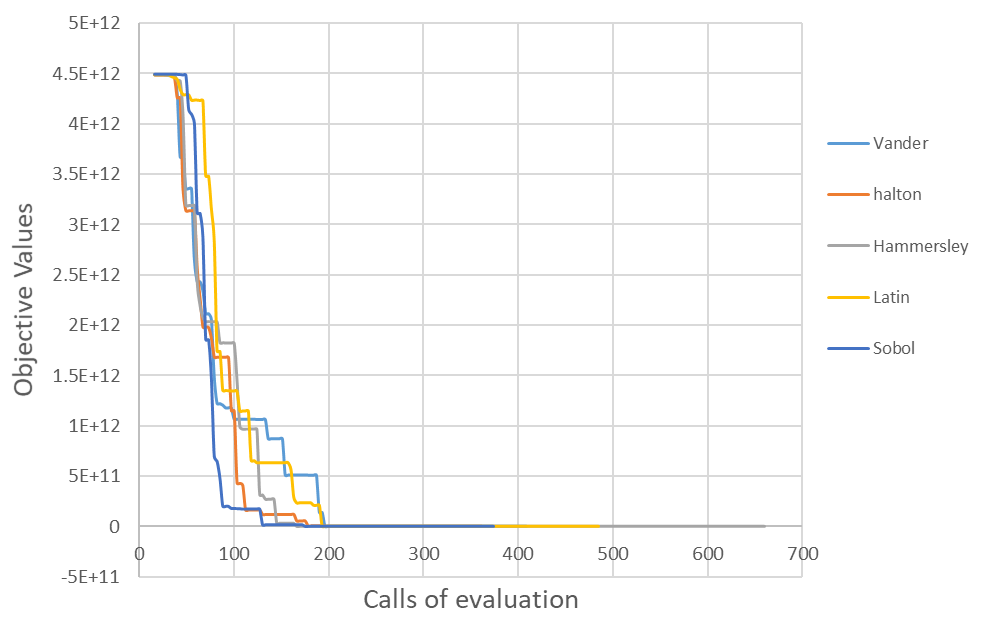 5E+12
4.5E+12
4E+12
3.5E+12
3E+12
2.5E+12
2E+12
1.5E+12
1E+12
5E+11
0
-5E+11
Objective Values
0 100 200 300 400 500 600 700
Calls of evaluation
Vander
halton
Hammersley
Latin
Sobol